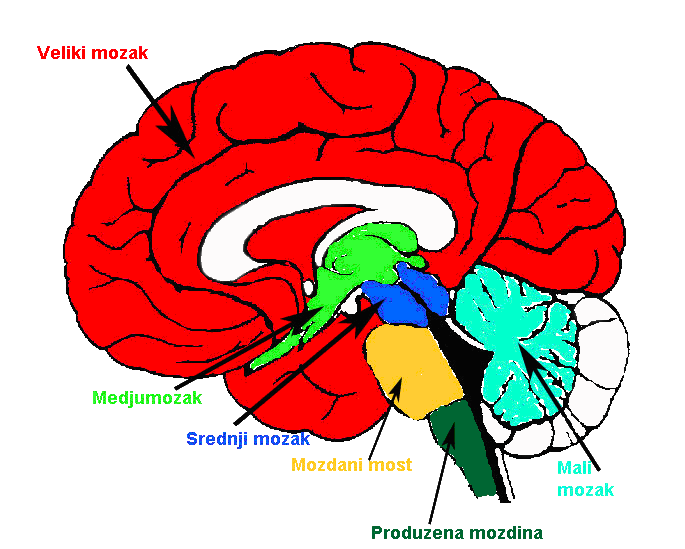 Veliki mozak
Medjumozak
Srednji mozak
Mozdani most
Mali
mozak
Produzena mozdina